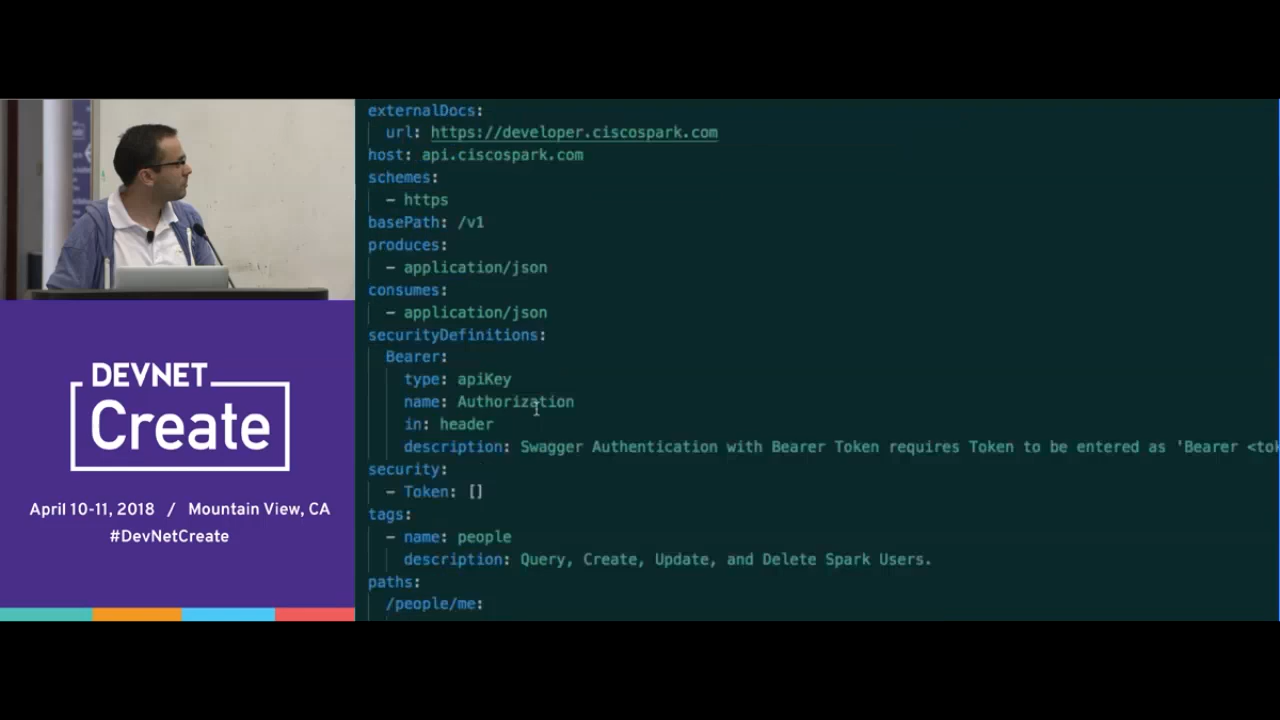 DEVNET
Create
April 10-11, 2018 / Mountain View, CA
#DevNetCreate
externalDocs:
url: https://developer.ciscospark.com
host: api.ciscospark.com
schemes:
- https
basePath: /v1
produces:
- application/json
consumes:
- application/json
securityDefinitions:
Bearer:
type: apiKey
name: Authorization
in: header
description: Swagger Authentication with Bearer Token requires Token to be entered as 'Bearer <tok
security:
- Token: []
tags:
- name: people
description: Query, Create, Update, and Delete Spark Users.
paths:
/people/me: